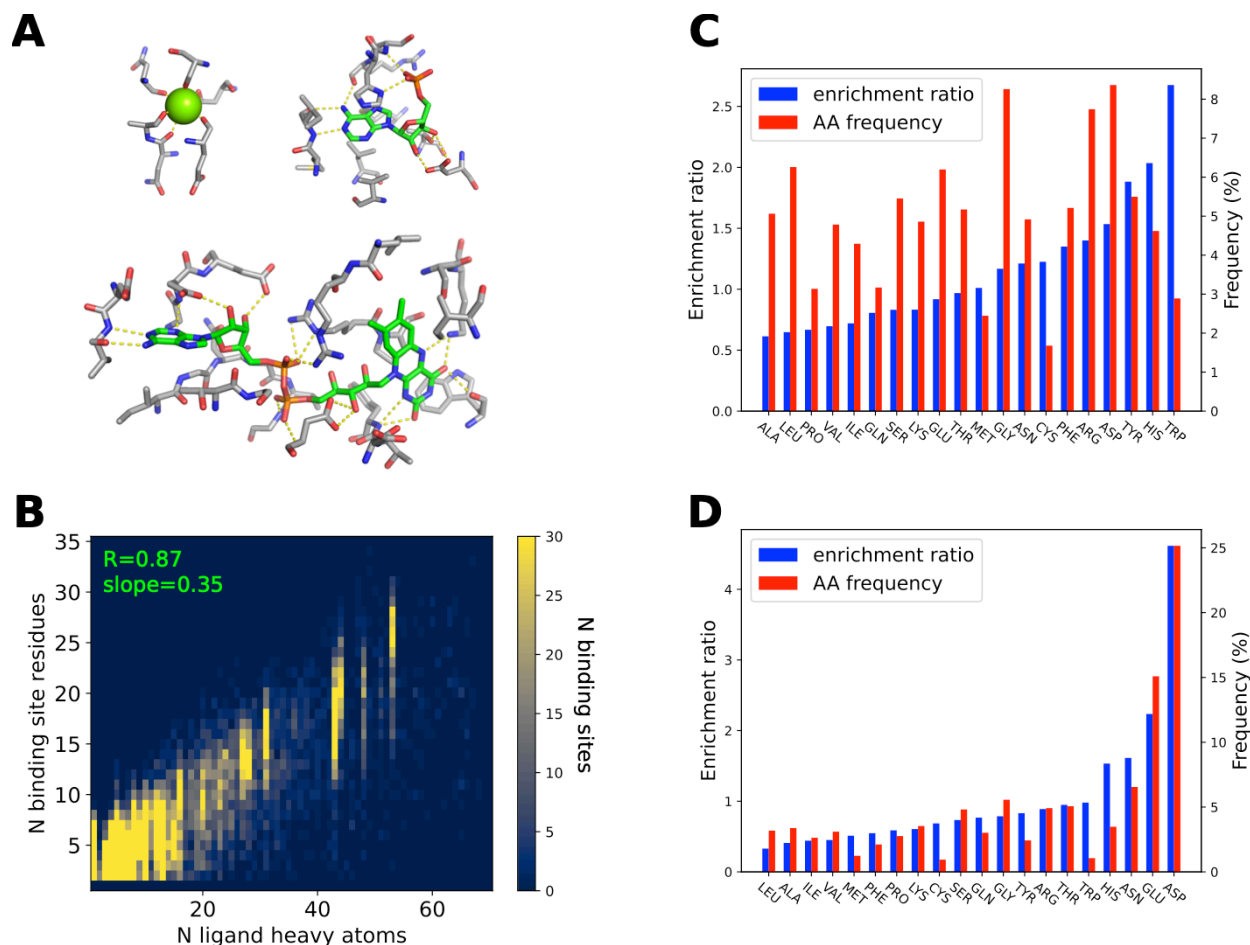 A
B
R=0.87
slope=0.35
35
30
25
20
15
10
5
N binding site residues
20
40
60
N ligand heavy atoms
30
25
20
15
10
5
0
N binding sites
C
enrichment ratio
AA frequency
2.5
2.0
1.5
1.0
0.5
0.0
Enrichment ratio
8
7
6
5
4
3
2
1
0
Frequency (%)
ALA LEU PRO VAL ILE GLN SER LYS GLU THR MET GLY ASN CYS PHE ARG ASP TYR HIS TRP
D
enrichment ratio
AA frequency
4
3
2
1
0
Enrichment ratio
25
20
15
10
5
0
Frequency (%)
LEU ALA ILE VAL MET PHE PRO LYS CYS SER GLN GLY TYR ARG THR TRP HIS ASN GLU ASP